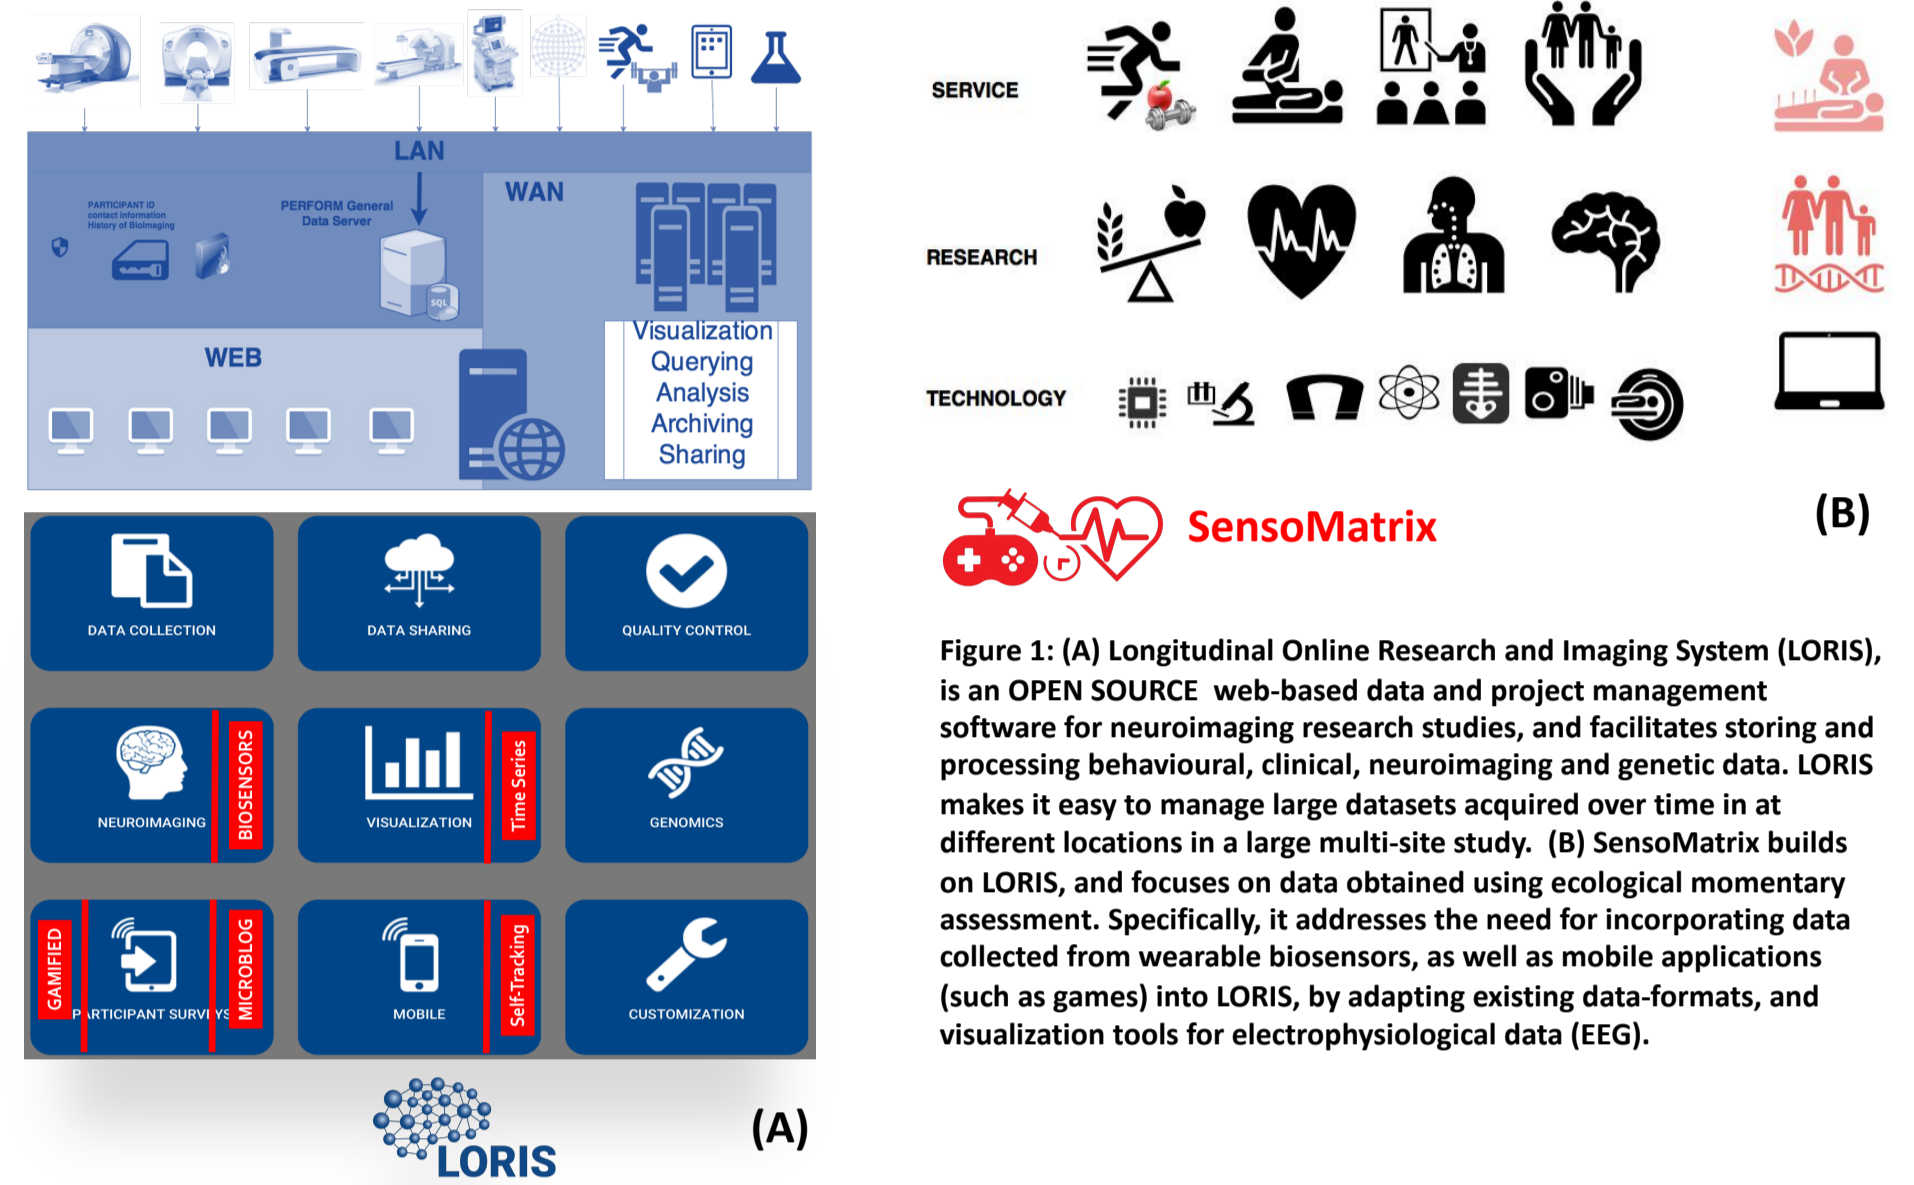 LAN
PARTICIPANT ID
contact information
History of BioImaging
PERFORM General
Data Server
SQL
WAN
Visualization
Querying
Analysis
Archiving
Sharing
WEB
DATA COLLECTION
DATA SHARING
QUALITY CONTROL
NEUROIMAGING
BIOSENSORS
VISUALIZATION
Time Series
GENOMICS
GAMIFIED
PARTICIPANT SURVEYS
MICROBLOG
MOBILE
Self-Tracking
CUSTOMIZATION
LORIS
(A)
SERVICE
RESEARCH
TECHNOLOGY
SensoMatrix
(B)
Figure 1: (A) Longitudinal Online Research and Imaging System (LORIS),
is an OPEN SOURCE web-based data and project management
software for neuroimaging research studies, and facilitates storing and
processing behavioural, clinical, neuroimaging and genetic data. LORIS
makes it easy to manage large datasets acquired over time in at
different locations in a large multi-site study. (B) SensoMatrix builds
on LORIS, and focuses on data obtained using ecological momentary
assessment. Specifically, it addresses the need for incorporating data
collected from wearable biosensors, as well as mobile applications
(such as games) into LORIS, by adapting existing data-formats, and
visualization tools for electrophysiological data (EEG).